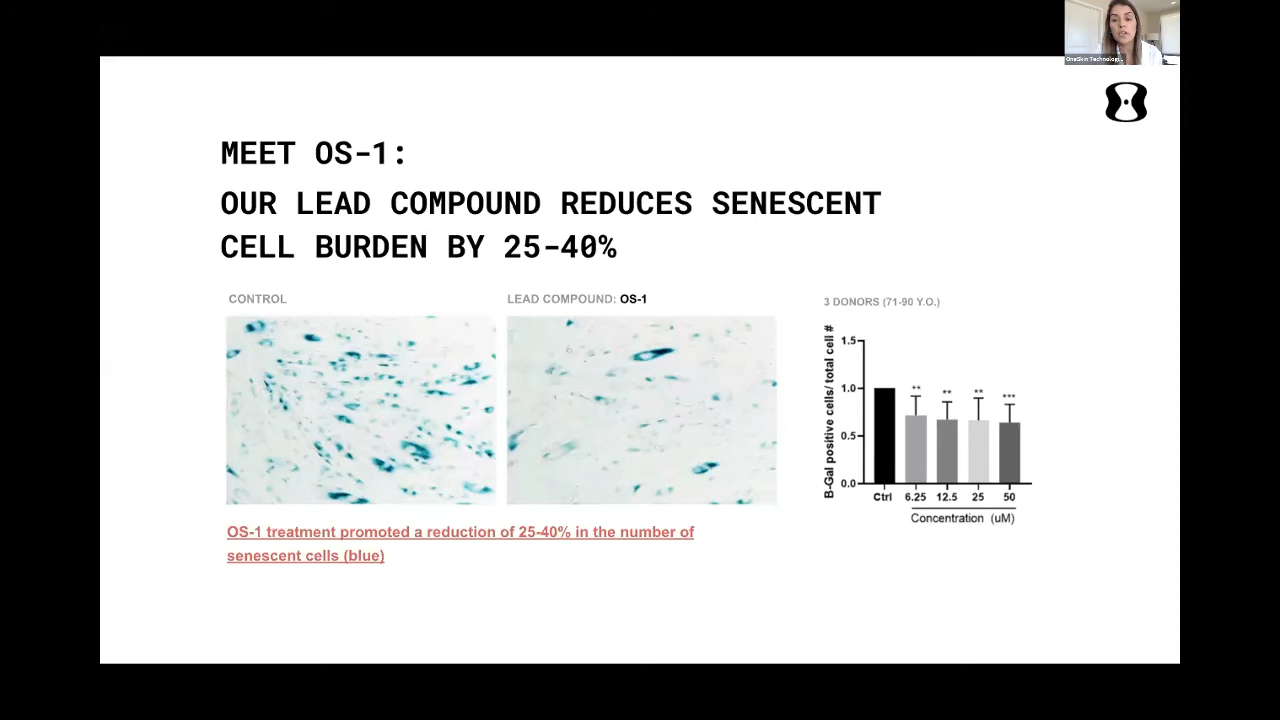 OneSkin Technolog...
MEET OS-1:
OUR LEAD COMPOUND REDUCES SENESCENT
CELL BURDEN BY 25-40%
CONTROL
LEAD COMPOUND: OS-1
3 DONORS (71-90 Y.O.)
B-Gal positive cells/ total cell #
1.5
1.0
0.5
0.0
**
**
**
***
Ctrl 6.25 12.5 25 50
Concentration (uM)
OS-1 treatment promoted a reduction of 25-40% in the number of
senescent cells (blue)